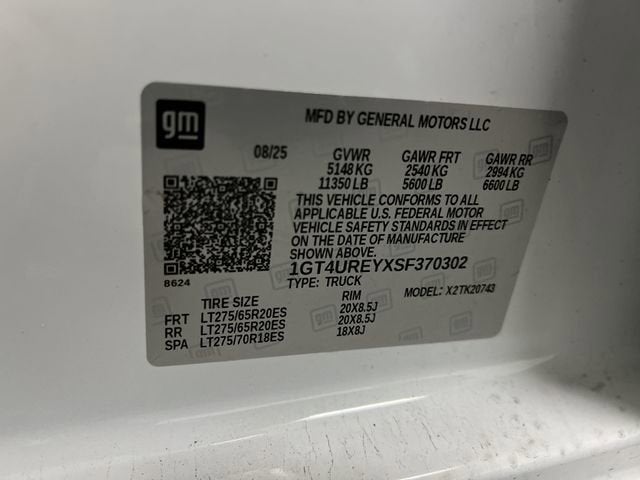 gm
MFD BY GENERAL MOTORS LLC
08/25 GVWR GAWR FRT GAWR RR
5148 KG 2540 KG 2994 KG
11350 LB 5600 LB 6600 LB
THIS VEHICLE CONFORMS TO ALL
APPLICABLE U.S. FEDERAL MOTOR
VEHICLE SAFETY STANDARDS IN EFFECT
ON THE DATE OF MANUFACTURE
SHOWN ABOVE.
1GT4UREYXSF370302
8624 TYPE: TRUCK MODEL: X2TK20743
TIRE SIZE RIM
FRT LT275/65R20ES 20X8.5J
RR LT275/65R20ES 20X8.5J
SPA LT275/70R18ES 18X8J